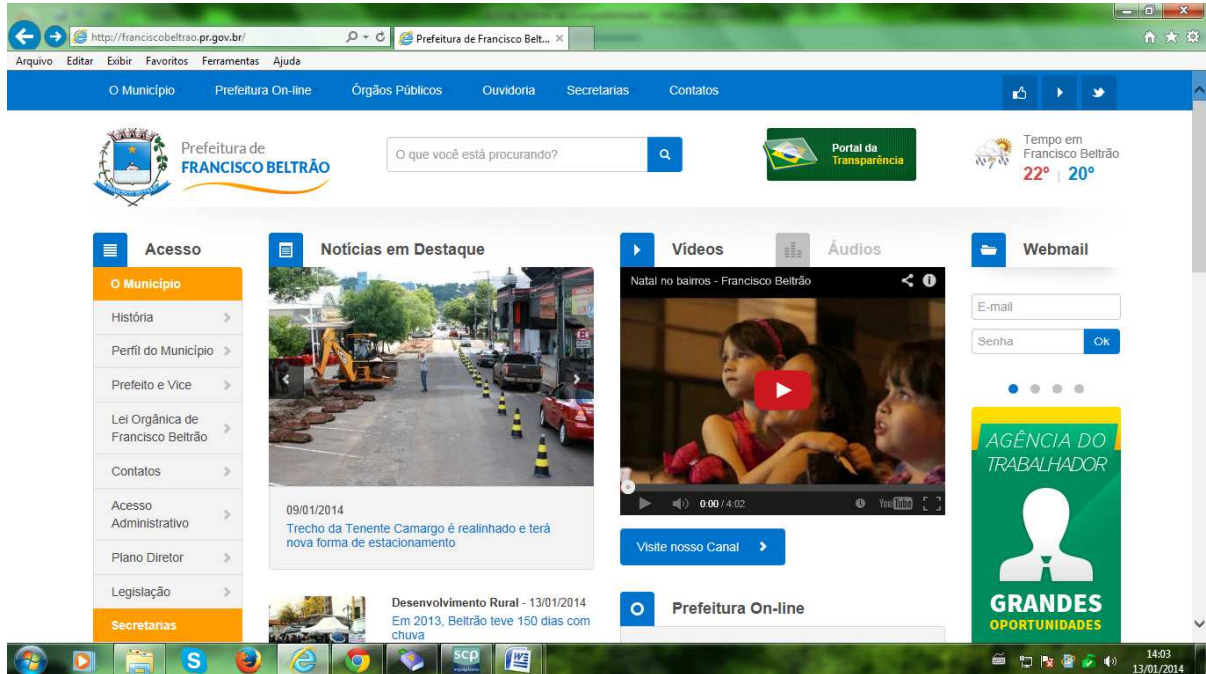 http://franciscobeltrao.pr.gov.br/
Prefeitura de Francisco Belt...
Arquivo Editar Exibir Favoritos Ferramentas Ajuda
O Município Prefeitura On-line Órgãos Públicos Ouvidoria Secretarias Contatos
Prefeitura de
FRANCISCO BELTRÃO
O que você está procurando?
Portal da
Transparência
Tempo em
Francisco Beltrão
22° | 20°
Acesso
O Município
História
Perfil do Município
Prefeito e Vice
Lei Orgânica de
Francisco Beltrão
Contatos
Acesso
Administrativo
Plano Diretor
Legislação
Secretarias
Notícias em Destaque
09/01/2014
Trecho da Tenente Camargo é realinhado e terá
nova forma de estacionamento
Desenvolvimento Rural - 13/01/2014
Em 2013, Beltrão teve 150 dias com
chuva
Vídeos
Áudios
Natal no bairros - Francisco Beltrão
0:00 / 4:02
YouTube
Visite nosso Canal
Prefeitura On-line
Webmail
E-mail
Senha
Ok
AGÊNCIA DO
TRABALHADOR
GRANDES
OPORTUNIDADES
scp
14:03
13/01/2014